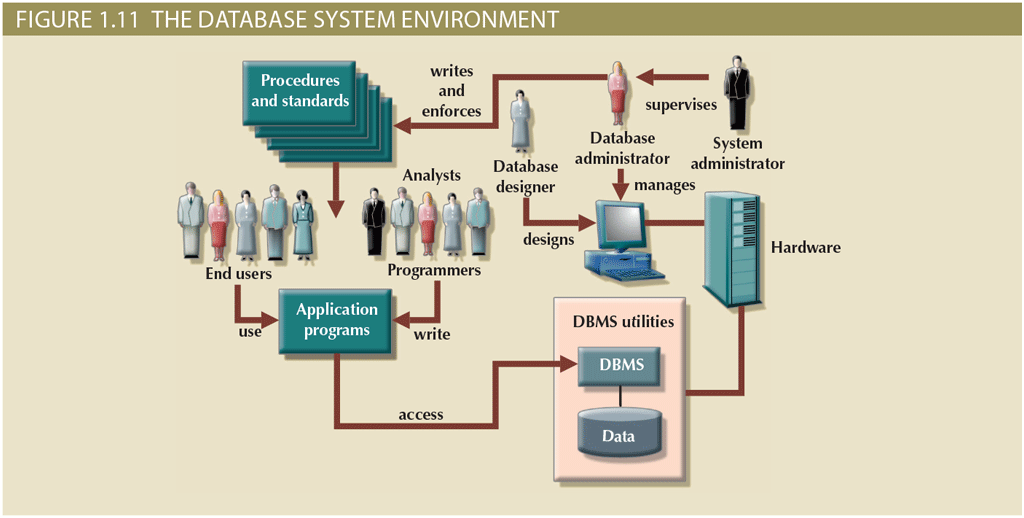 FIGURE 1.11 THE DATABASE SYSTEM ENVIRONMENT
Procedures
and standards
writes
and
enforces
supervises
Database
administrator
System
administrator
Database
designer
manages
designs
Hardware
Analysts
End users
Programmers
use
Application
programs
write
access
DBMS utilities
DBMS
Data